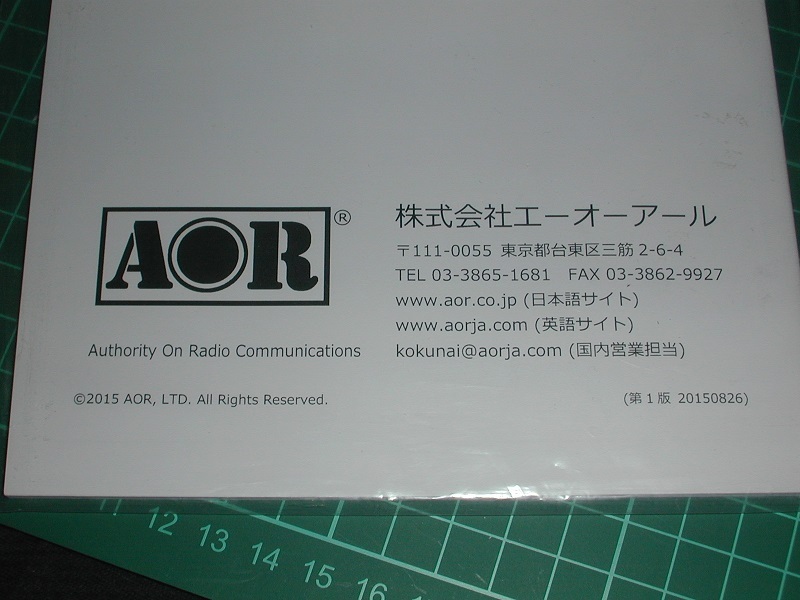 AOR®
株式会社エーオーアール
〒111-0055 東京都台東区三筋 2-6-4
TEL 03-3865-1681 FAX 03-3862-9927
www.aor.co.jp (日本語サイト)
www.aorja.com (英語サイト)
Authority On Radio Communications
kokunai@aorja.com (国内営業担当)
©2015 AOR, LTD. All Rights Reserved.
(第1版 20150826)
11 12 13 14 15 16